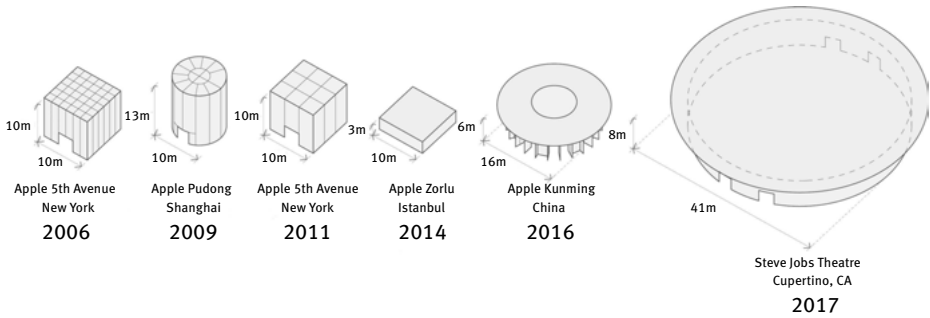 10m
10m
Apple 5th Avenue
New York
2006
13m
10m
Apple Pudong
Shanghai
2009
10m
10m
Apple 5th Avenue
New York
2011
3m
10m
Apple Zorlu
Istanbul
2014
6m
16m
Apple Kunming
China
2016
8m
41m
Steve Jobs Theatre
Cupertino, CA
2017